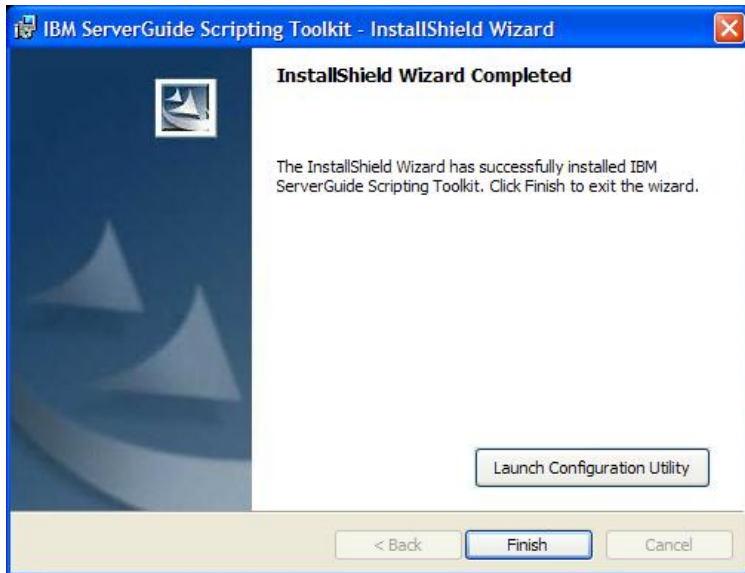 IBM ServerGuide Scripting Toolkit - InstallShield Wizard
InstallShield Wizard Completed
The InstallShield Wizard has successfully installed IBM
ServerGuide Scripting Toolkit. Click Finish to exit the wizard.
Launch Configuration Utility
< Back
Finish
Cancel